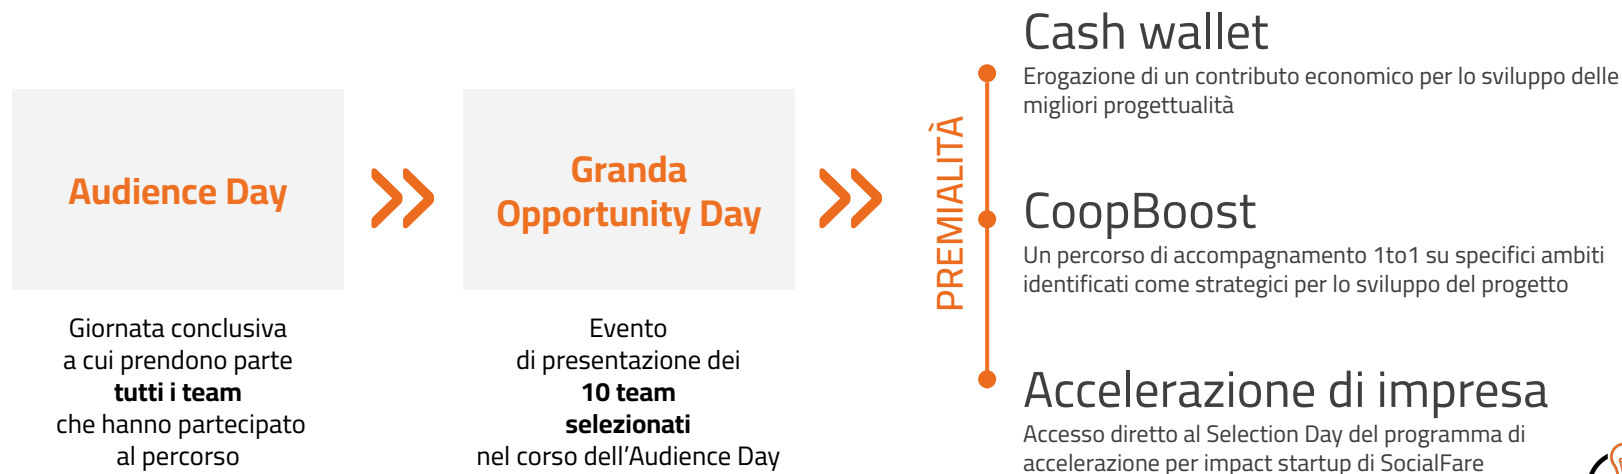 Audience Day
Giornata conclusiva
a cui prendono parte
tutti i team
che hanno partecipato
al percorso
Granda
Opportunity Day
Evento
di presentazione dei
10 team
selezionati
nel corso dell’Audience Day
PREMIALITÀ
Cash wallet
Erogazione di un contributo economico per lo sviluppo delle
migliori progettualità
CoopBoost
Un percorso di accompagnamento 1to1 su specifici ambiti
identificati come strategici per lo sviluppo del progetto
Accelerazione di impresa
Accesso diretto al Selection Day del programma di
accelerazione per impact startup di SocialFare